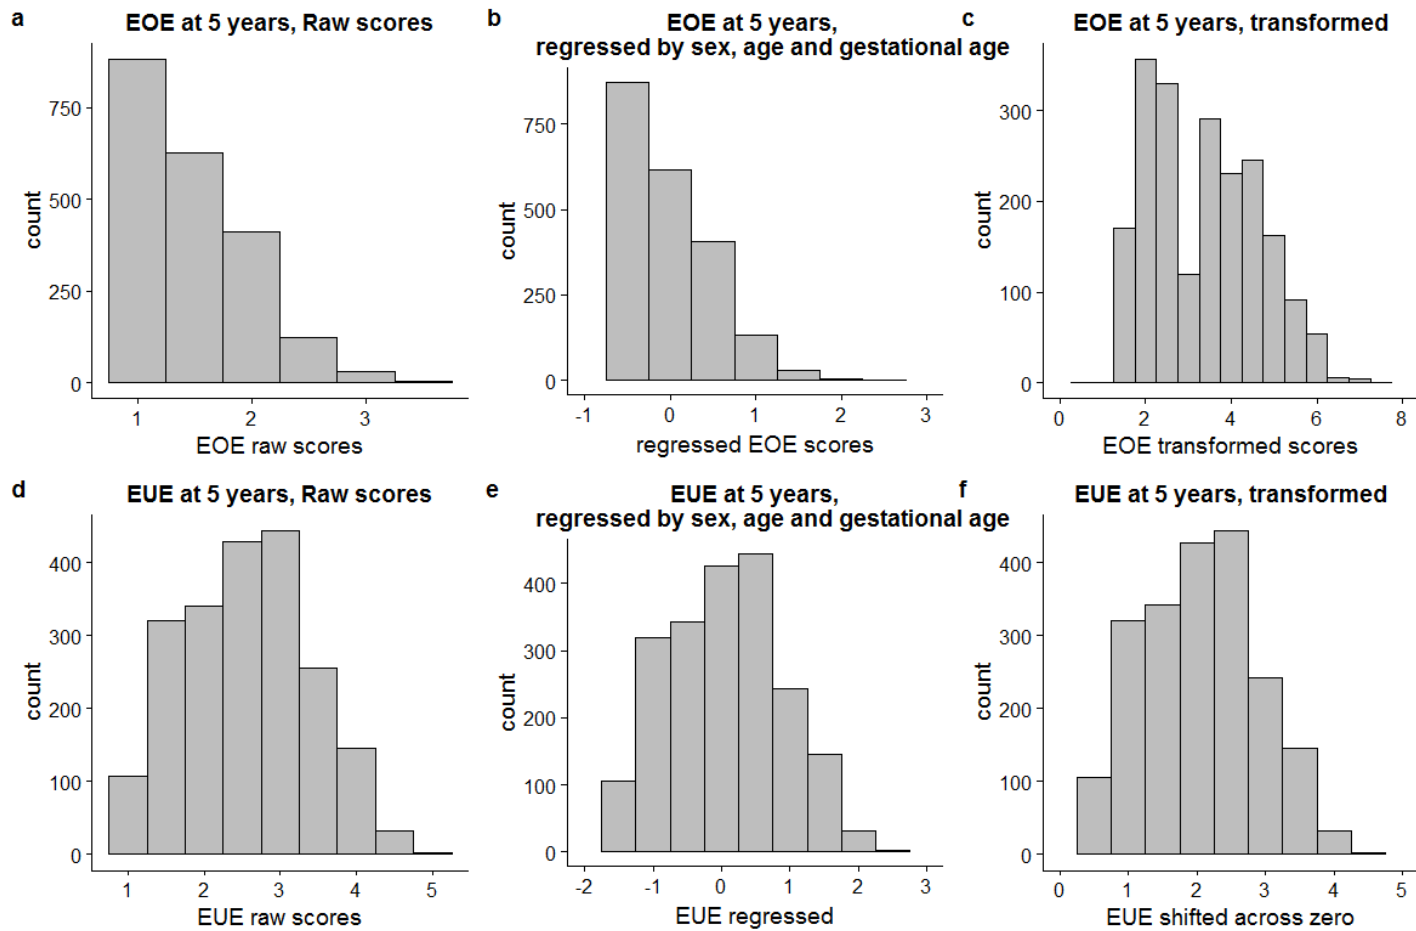 a
EOE at 5 years, Raw scores
count
750
500
250
0
1 2 3
EOE raw scores
b
EOE at 5 years,
regressed by sex, age and gestational age
count
750
500
250
0
-1 0 1 2 3
regressed EOE scores
c
EOE at 5 years, transformed
count
300
200
100
0
0 2 4 6 8
EOE transformed scores
d
EUE at 5 years, Raw scores
count
400
300
200
100
0
1 2 3 4 5
EUE raw scores
e
EUE at 5 years,
regressed by sex, age and gestational age
count
400
300
200
100
0
-2 -1 0 1 2 3
EUE regressed
f
EUE at 5 years, transformed
count
400
300
200
100
0
0 1 2 3 4 5
EUE shifted across zero